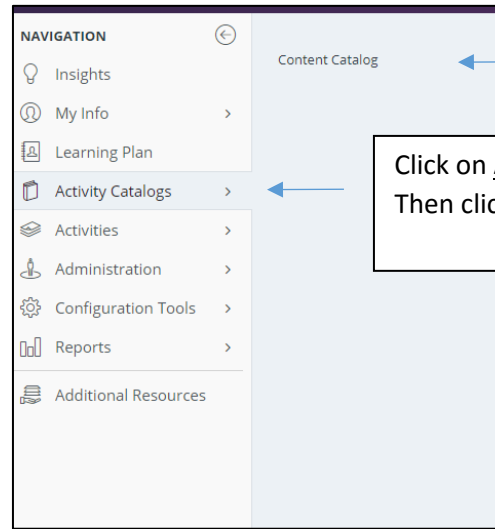 NAVIGATION
Insights
My Info
Learning Plan
Activity Catalogs
Activities
Administration
Configuration Tools
Reports
Additional Resources
Content Catalog
Click on
Then